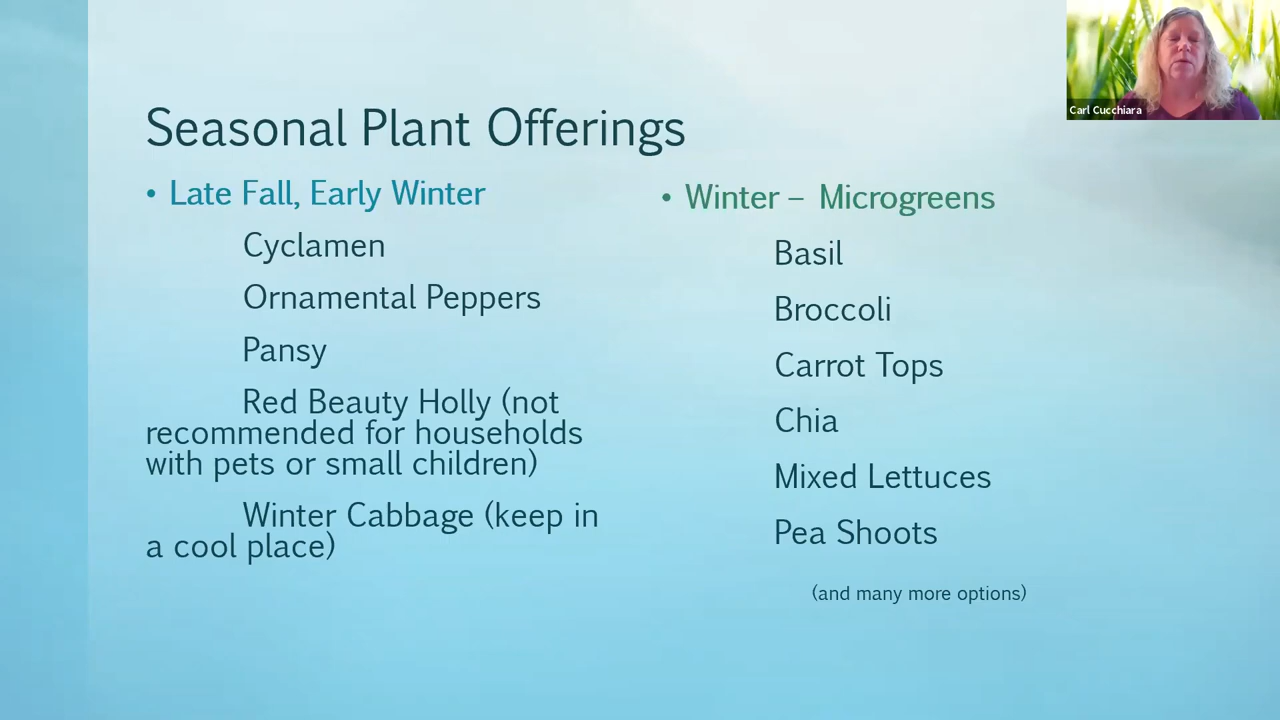 Seasonal Plant Offerings
• Late Fall, Early Winter
Cyclamen
Ornamental Peppers
Pansy
Red Beauty Holly (not
recommended for households
with pets or small children)
Winter Cabbage (keep in
a cool place)
• Winter – Microgreens
Basil
Broccoli
Carrot Tops
Chia
Mixed Lettuces
Pea Shoots
(and many more options)
Carl Cucchiara